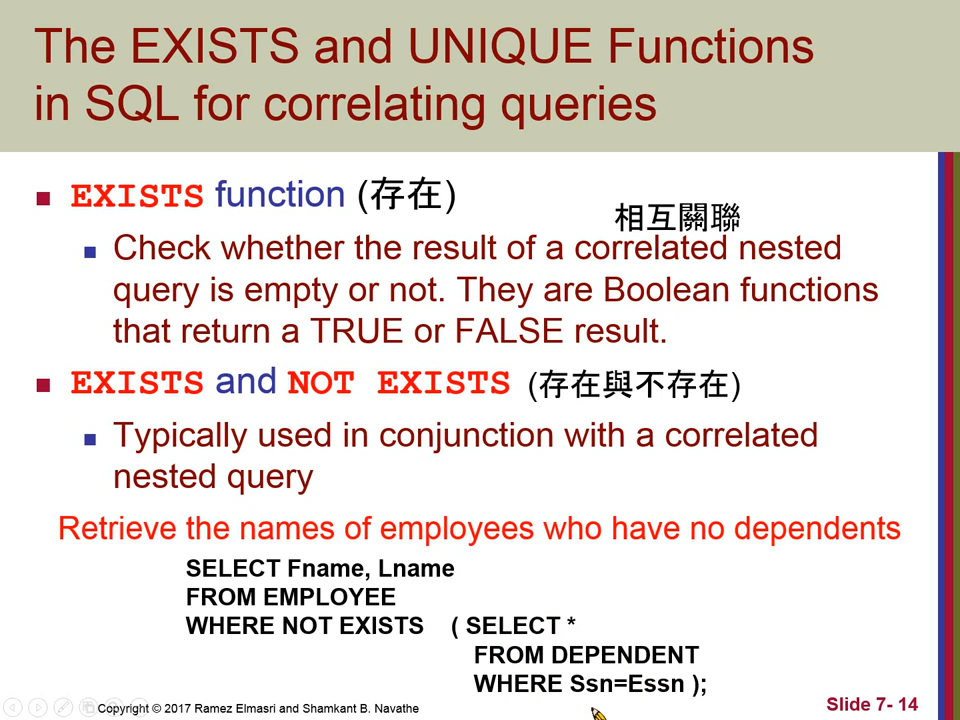 The EXISTS and UNIQUE Functions
in SQL for correlating queries
EXISTS function (存在)
相互關聯
Check whether the result of a correlated nested
query is empty or not. They are Boolean functions
that return a TRUE or FALSE result.
EXISTS and NOT EXISTS (存在與不存在)
Typically used in conjunction with a correlated
nested query
Retrieve the names of employees who have no dependents
SELECT Fname, Lname
FROM EMPLOYEE
WHERE NOT EXISTS ( SELECT *
FROM DEPENDENT
WHERE Ssn=Essn );
Copyright © 2017 Ramez Elmasri and Shamkant B. Navathe
Slide 7- 14